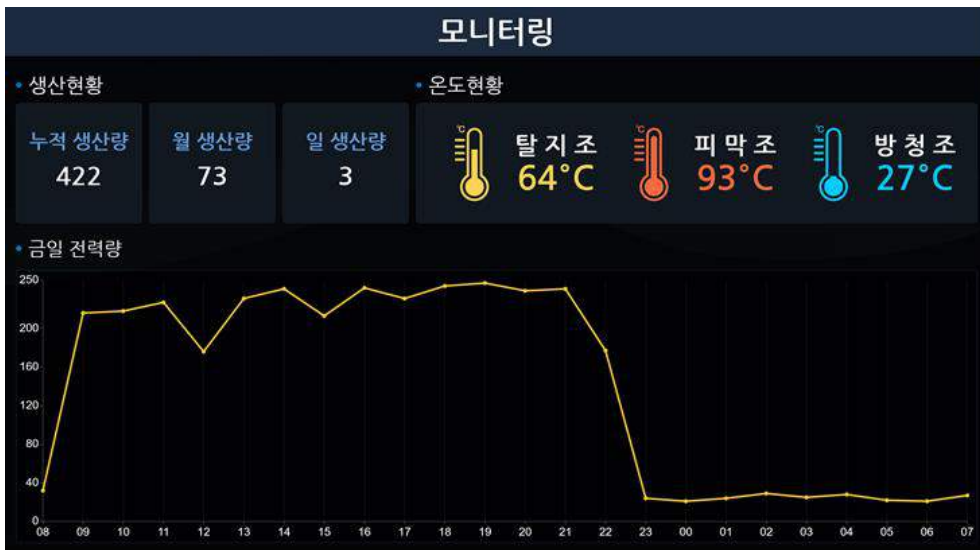 모니터링
• 생산현황
누적 생산량
422
월 생산량
73
일 생산량
3
• 온도현황
℃
탈지조
64°C
℃
피막조
93°C
℃
방청조
27°C
• 금일 전력량
250
200
160
120
80
40
0
08 09 10 11 12 13 14 15 16 17 18 19 20 21 22 23 00 01 02 03 04 05 06 07